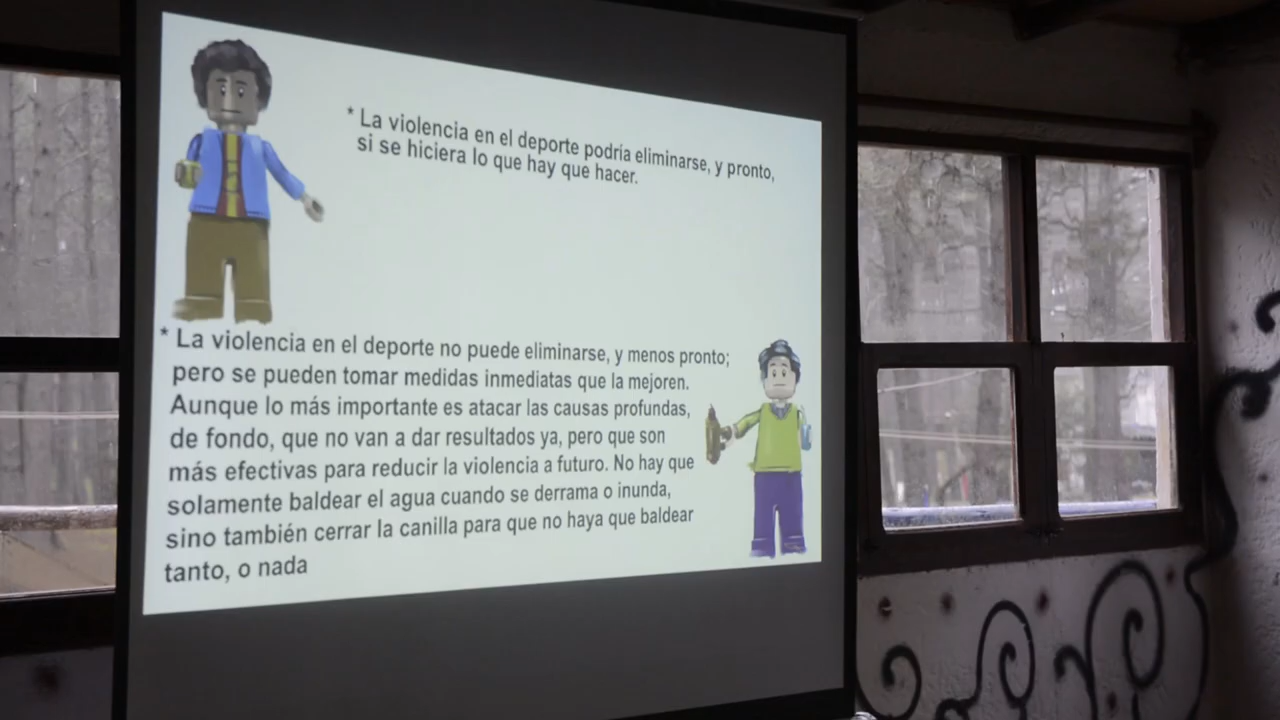 * La violencia en el deporte podría eliminarse, y pronto,
si se hiciera lo que hay que hacer.
* La violencia en el deporte no puede eliminarse, y menos pronto;
pero se pueden tomar medidas inmediatas que la mejoren.
Aunque lo más importante es atacar las causas profundas,
de fondo, que no van a dar resultados ya, pero que son
más efectivas para reducir la violencia a futuro. No hay que
solamente baldear el agua cuando se derrama o inunda,
sino también cerrar la canilla para que no haya que baldear
tanto, o nada